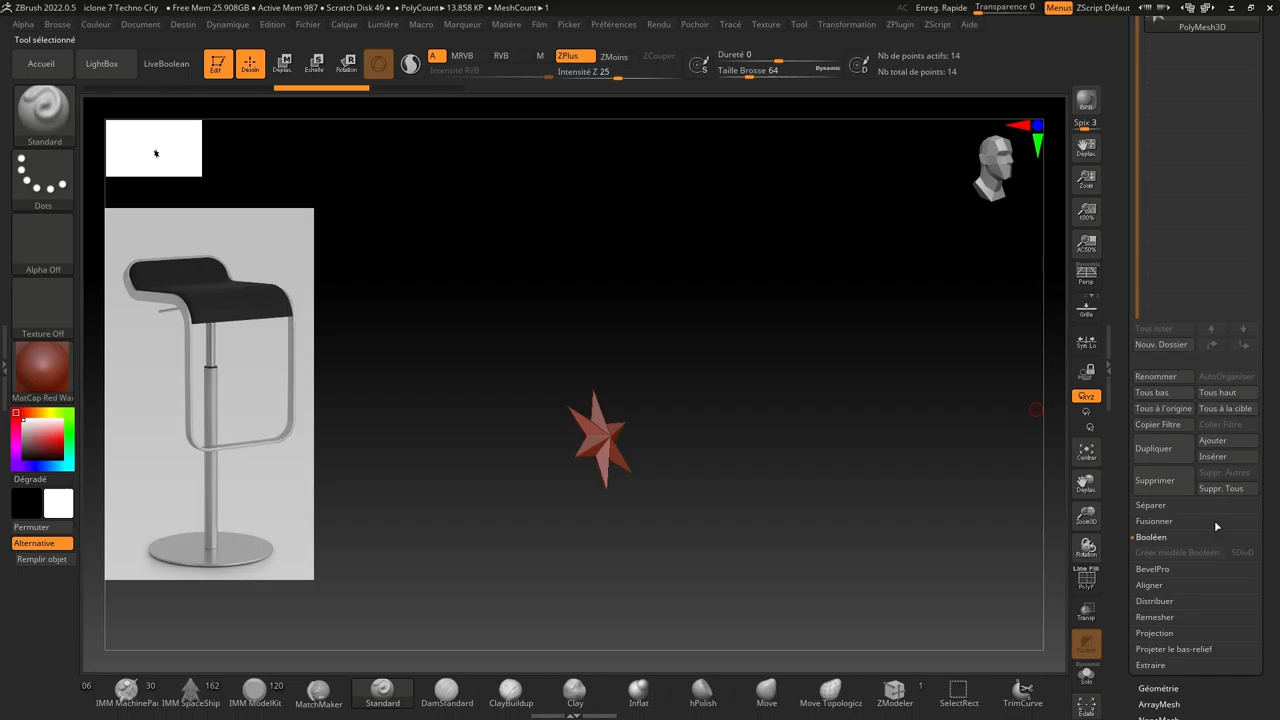 ZBrush 2022.0.5 iclone 7 Techno City • Free Mem 25.908GB • Active Mem 987 • Scratch Disk 49 • PolyCount▸13.858 KP • MeshCount▸1 AC Enreg. Rapide Transparence 0 Menus ZScript Défaut
Alpha Brosse Couleur Document Dessin Dynamique Edition Fichier Calque Lumière Macro Marqueur Matière Film Picker Préférences Rendu Pochoir Tracé Texture Tool Transformation ZPlugin ZScript Aide
Tool sélectionné
PolyMesh3D
Accueil LightBox LiveBoolean
Edit Dessin Déplac. Echelle Rotation
A MRVB RVB M
Intensité RVB
ZPlus ZMoins ZCouper
Intensité Z 25
Dureté 0
Taille Brosse 64 Dynamic
Nb de points actifs: 14
Nb total de points: 14
Standard
Dots
Alpha Off
Texture Off
MatCap Red Wax
Dégradé
Permuter
Alternative
Remplir objet
BPR
Spix 3
Déplac.
Zoom
100%
AC50%
Dynamic
Persp
Grille
Sym.Lo
XYZ
Centrer
Déplac.
Zoom3D
Rotation
Line Fill
PolyF
Transp
Dynamic
Solo
Eclaté
Tout lister
Nouv. Dossier
Renommer AutoOrganiser
Tous bas Tous haut
Tous à l'origine Tous à la cible
Copier Filtre Coller Filtre
Dupliquer Ajouter
Insérer
Supprimer Suppr. Autres
Suppr. Tous
Séparer
Fusionner
Booléen
Créer modèle Booleén SDivD
BevelPro
Aligner
Distribuer
Remesher
Projection
Projeter le bas-relief
Extraire
Géométrie
ArrayMesh
NanoMesh
06 30 162 120 1
IMM MachinePa IMM SpaceShip IMM ModelKit MatchMaker Standard DamStandard ClayBuildup Clay Inflat hPolish Move Move Topologica ZModeler SelectRect TrimCurve